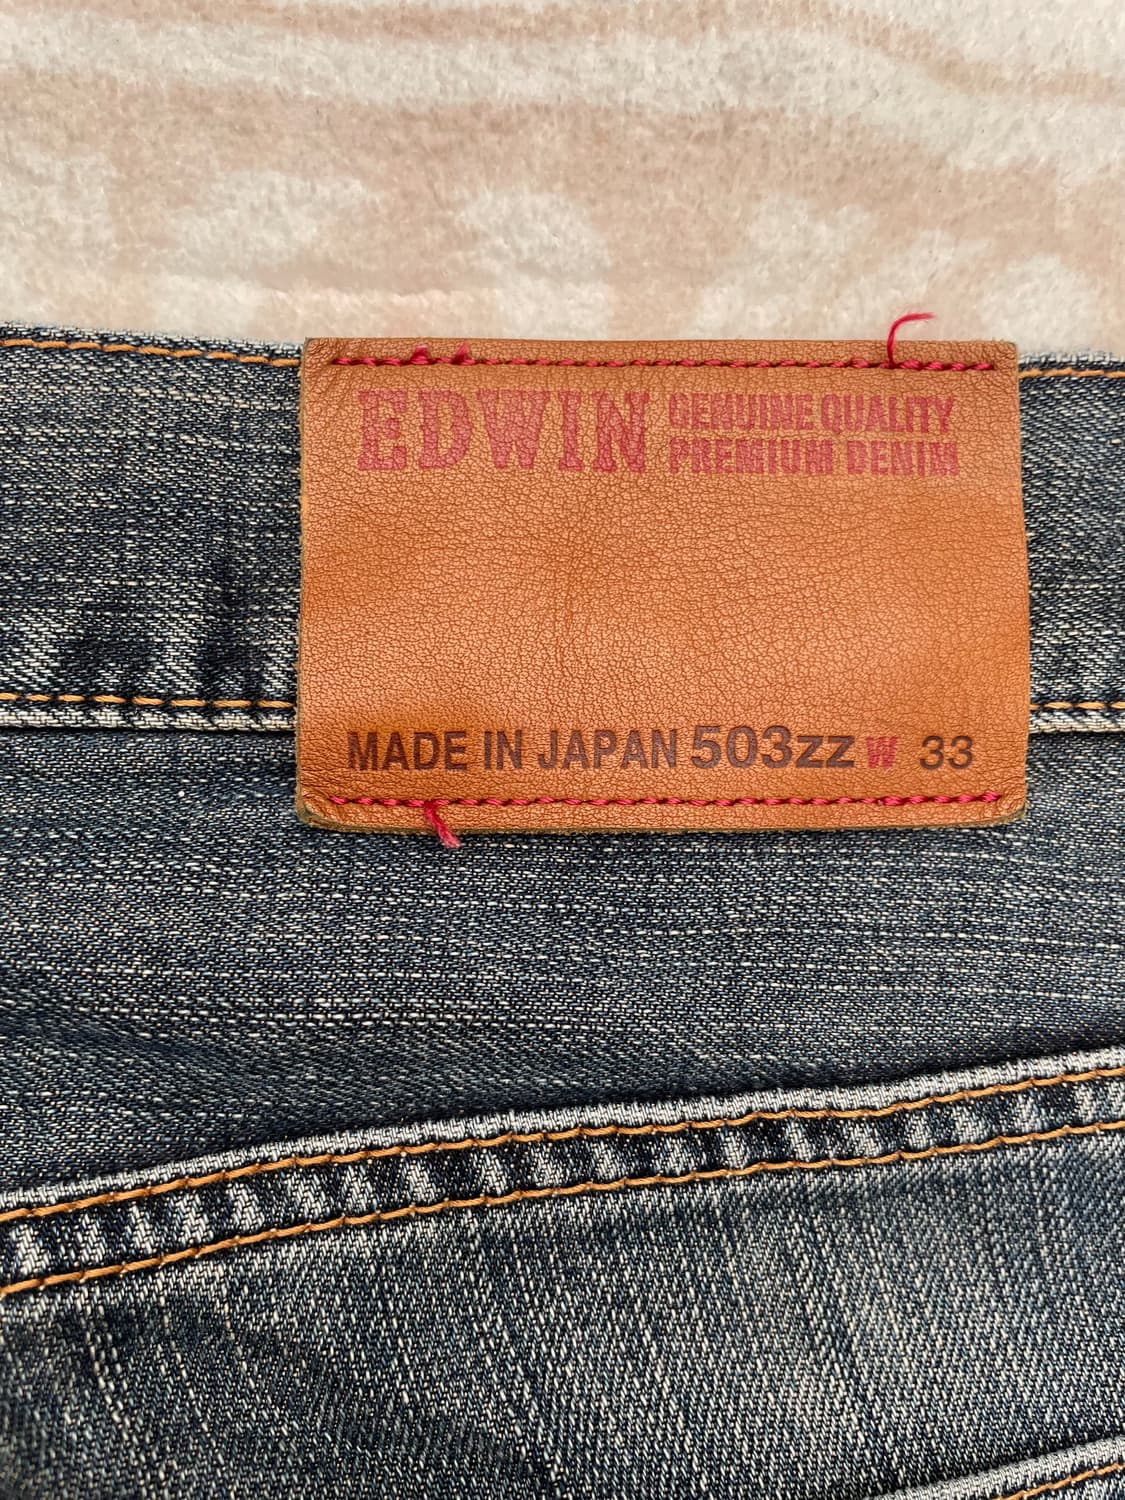 EDWIN GENUINE QUALITY
PREMIUM DENIM
MADE IN JAPAN 503ZZ W 33